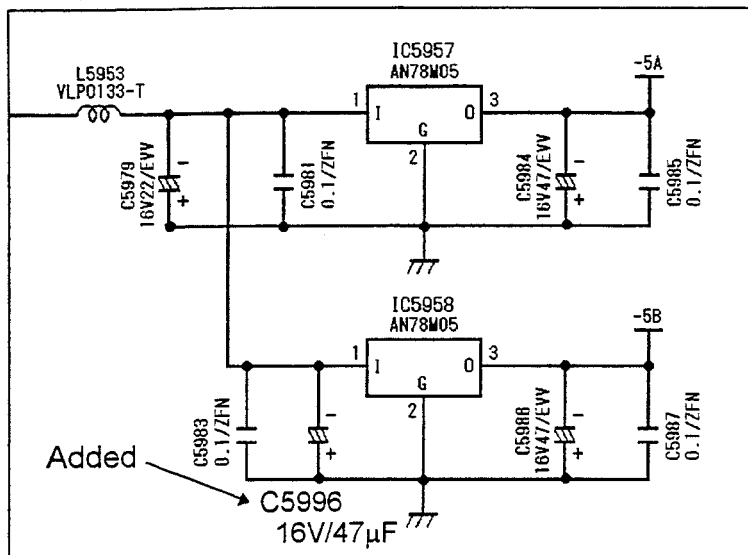 L5953
VLP0133-T
IC5957
AN78M05
-5A
1
I
G
O
3
2
-
+
C5979
16V22/EVV
C5981
0.1/ZFN
C5984
16V47/EVV
-
+
C5985
0.1/ZFN
IC5958
AN78M05
-5B
1
I
G
O
3
2
C5983
0.1/ZFN
-
+
C5986
16V47/EVV
-
+
C5987
0.1/ZFN
Added
C5996
16V/47µF